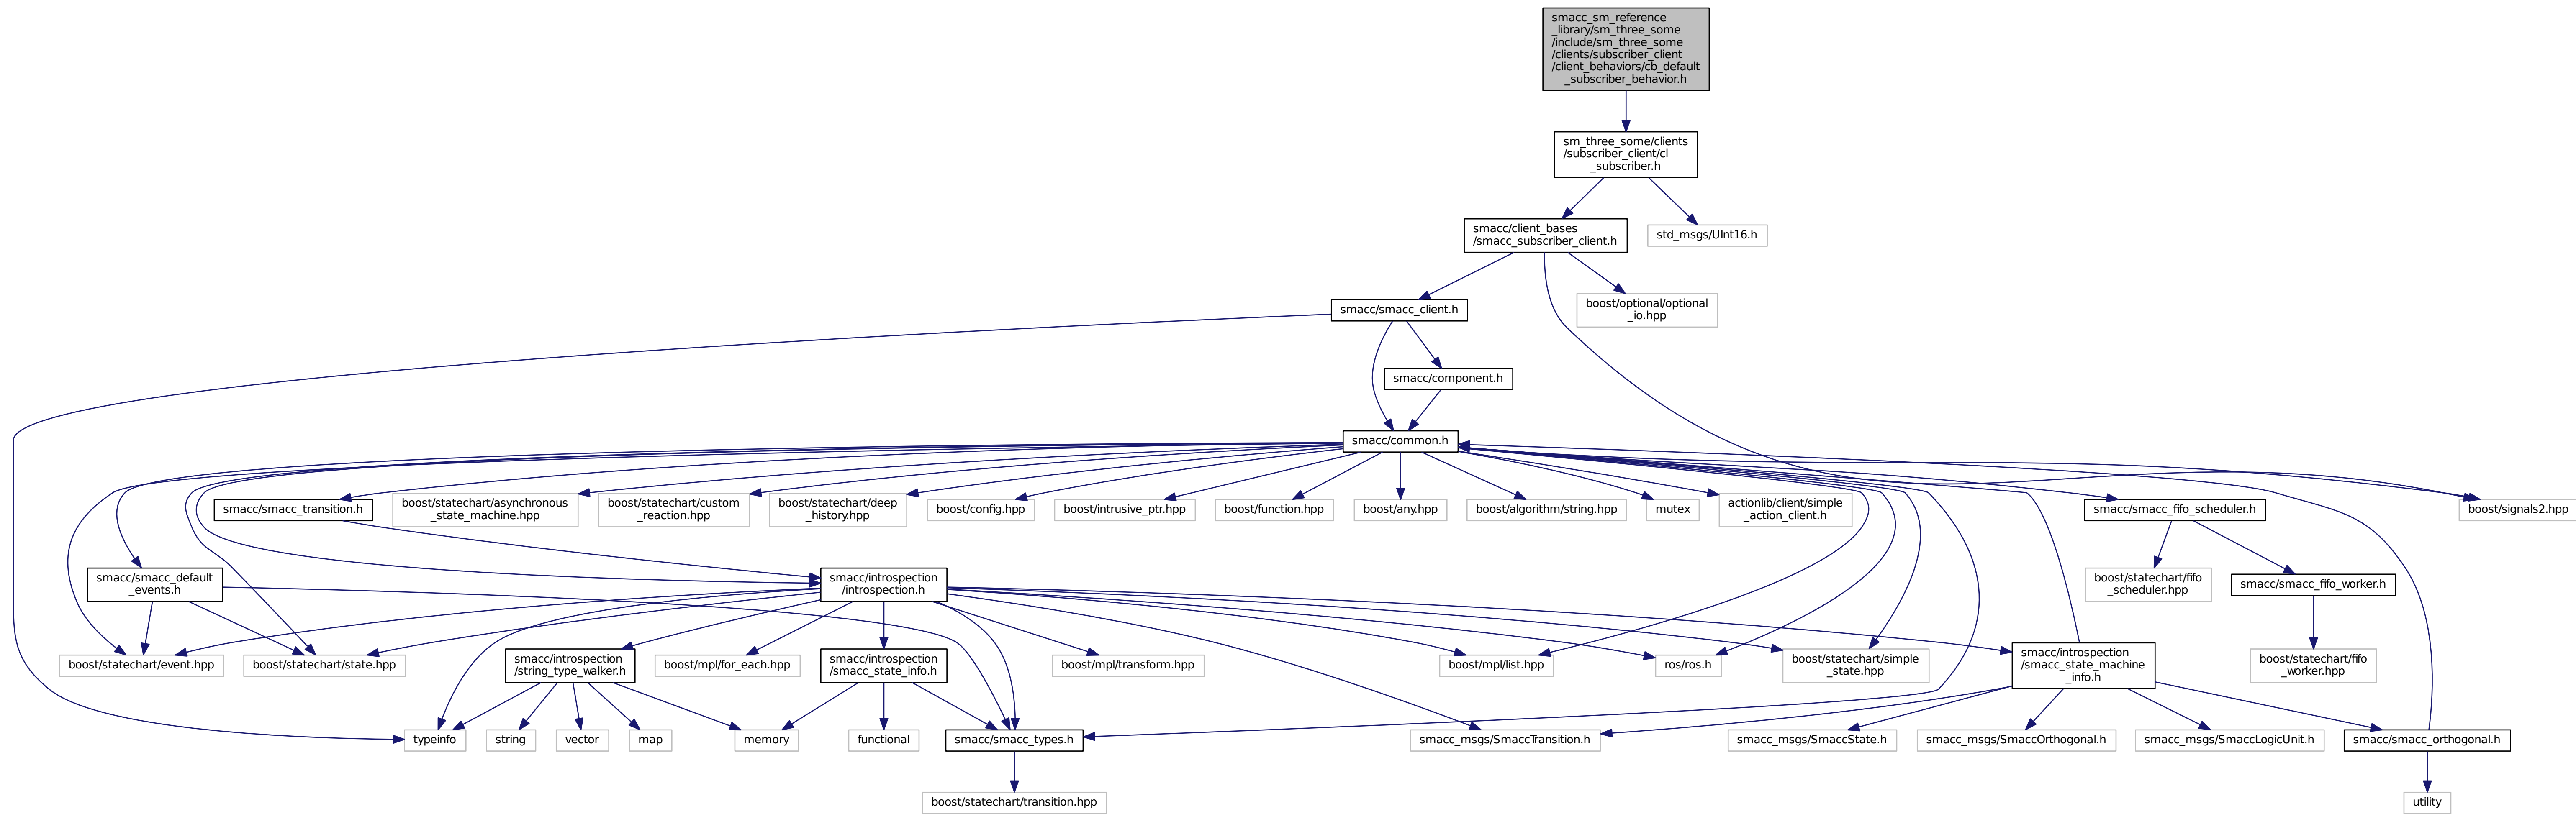 smacc_sm_reference
_library/sm_three_some
/include/sm_three_some
/clients/subscriber_client
/client_behaviors/cb_default
_subscriber_behavior.h
sm_three_some/clients
/subscriber_client/cl
_subscriber.h
smacc/client_bases
/smacc_subscriber_client.h
std_msgs/UInt16.h
smacc/smacc_client.h
boost/optional/optional
_io.hpp
smacc/component.h
smacc/common.h
smacc/smacc_transition.h
boost/statechart/asynchronous
_state_machine.hpp
boost/statechart/custom
_reaction.hpp
boost/statechart/deep
_history.hpp
boost/config.hpp
boost/intrusive_ptr.hpp
boost/function.hpp
boost/any.hpp
boost/algorithm/string.hpp
mutex
actionlib/client/simple
_action_client.h
smacc/smacc_fifo_scheduler.h
boost/signals2.hpp
smacc/smacc_default
_events.h
smacc/introspection
/introspection.h
boost/statechart/fifo
_scheduler.hpp
smacc/smacc_fifo_worker.h
boost/statechart/event.hpp
boost/statechart/state.hpp
smacc/introspection
/string_type_walker.h
boost/mpl/for_each.hpp
smacc/introspection
/smacc_state_info.h
boost/mpl/transform.hpp
boost/mpl/list.hpp
ros/ros.h
boost/statechart/simple
_state.hpp
smacc/introspection
/smacc_state_machine
_info.h
boost/statechart/fifo
_worker.hpp
typeinfo
string
vector
map
memory
functional
smacc/smacc_types.h
smacc_msgs/SmaccTransition.h
smacc_msgs/SmaccState.h
smacc_msgs/SmaccOrthogonal.h
smacc_msgs/SmaccLogicUnit.h
smacc/smacc_orthogonal.h
boost/statechart/transition.hpp
utility